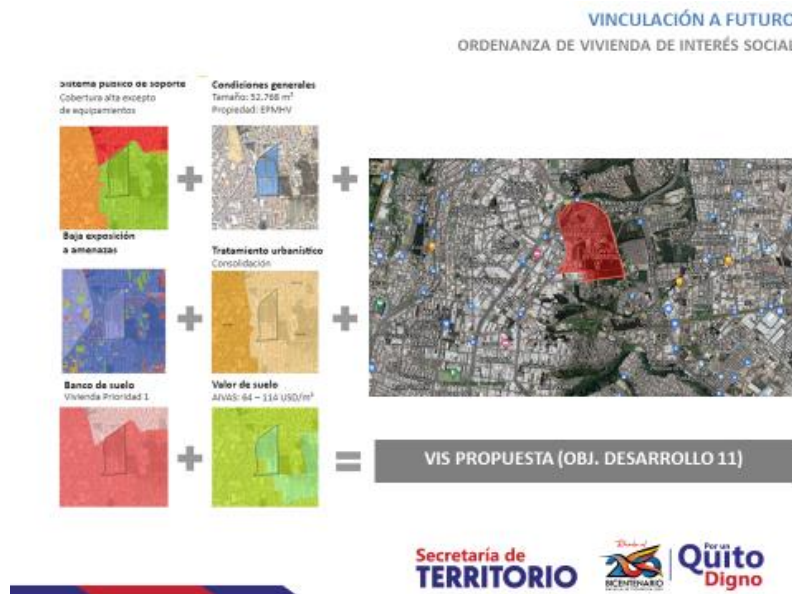 VINCULACIÓN A FUTURO
ORDENANZA DE VIVIENDA DE INTERÉS SOCIAL
Sistema público de soporte
Cobertura alta excepto
de equipamientos
Condiciones generales
Tamaño: 52.768 m²
Propiedad: EPMHV
Baja exposición
a amenazas
Tratamiento urbanístico
Consolidación
Banco de suelo
Vivienda Prioridad 1
Valor de suelo
AIVAS: 64 – 114 USD/m²
VIS PROPUESTA (OBJ. DESARROLLO 11)
Secretaría de
TERRITORIO
BICENTENARIO
Por un
Quito
Digno